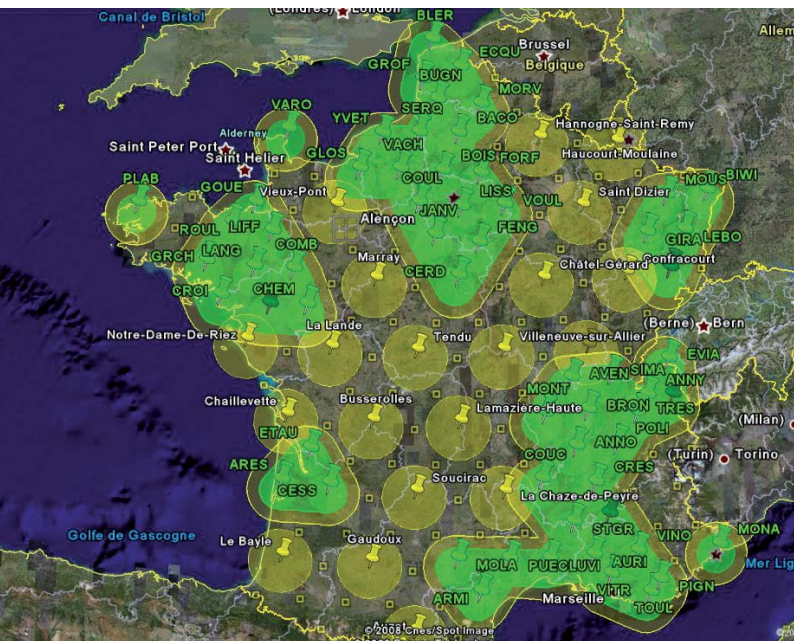 (Londres) London
Canal de Bristol
BLER
Brussel
Belgique
ECQU
GROF
BUGN
MORV
VARO
YVET
SERQ
BACO
Hannogne-Saint-Remy
Alderney
Saint Peter Port
Saint Helier
GLOS
VACH
BOIS
FORF
Haucourt-Moulaine
PLAB
GOUE
Vieux-Pont
COUL
LISS
VOUL
Saint Dizier
MOUS
BIWI
ROUL
LIFF
Alençon
JANV
FENG
GIRA
LEBO
GRCH
LANG
COMB
Marray
CERD
Châtel-Gérard
Confracourt
CROI
CHEM
Notre-Dame-De-Riez
La Lande
Tendu
Villeneuve-sur-Allier
(Berne)
Bern
EVIA
AVEN
SIMA
ANNY
MONT
Chaillevette
Busserolles
Lamazière-Haute
BRON
TRES
POLI
(Milan)
ETAU
ANNO
COUC
(Turin)
Torino
ARES
CRES
CESS
Soucirac
La Chaze-de-Peyre
Golfe de Gascogne
STGR
VINO
MONA
Le Bayle
Gaudoux
MOLA
PUEG
LUVI
AURI
Mer Lig
ARMI
Marseille
VITR
PIGN
TOUL
©2008 Cnes/Spot Image